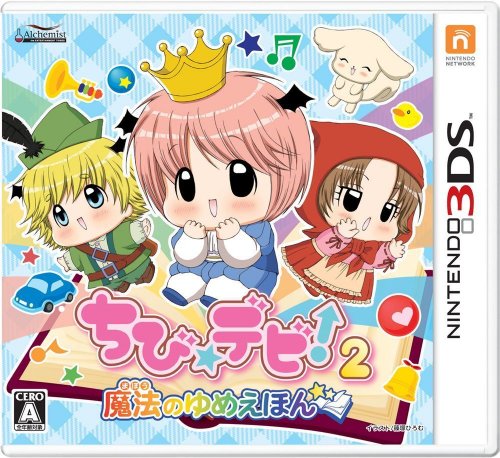 Alchemist
NINTENDO
NETWORK
NINTENDO 3DS
ちび☆デビ!2
まほう
魔法のゆめえほん
CERO
A
全年齢対象
イラスト/篠塚ひろむ